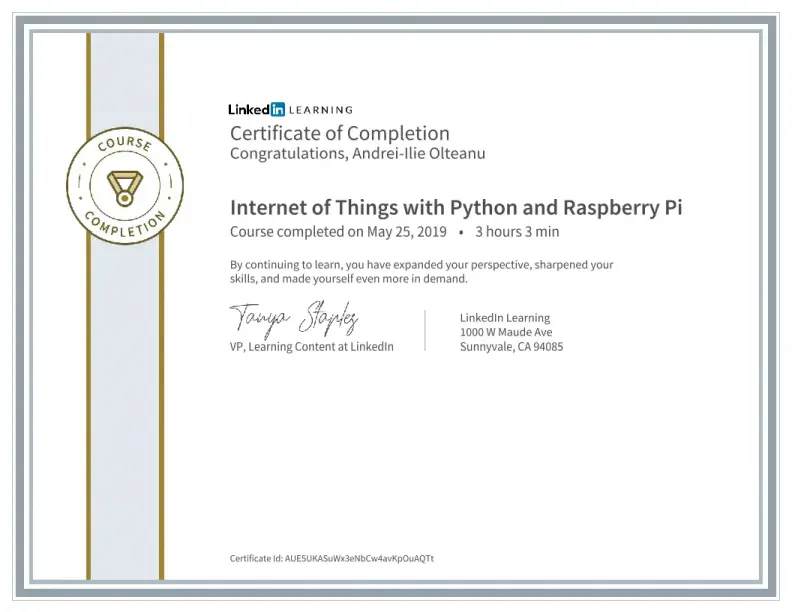 LinkedIn LEARNING
Certificate of Completion
Congratulations, Andrei-Ilie Olteanu
COURSE
COMPLETION
Internet of Things with Python and Raspberry Pi
Course completed on May 25, 2019 • 3 hours 3 min
By continuing to learn, you have expanded your perspective, sharpened your
skills, and made yourself even more in demand.
Tanya Staples
VP, Learning Content at LinkedIn
LinkedIn Learning
1000 W Maude Ave
Sunnyvale, CA 94085
Certificate Id: AUE5UKASuWx3eNbCw4avKpOuAQTt